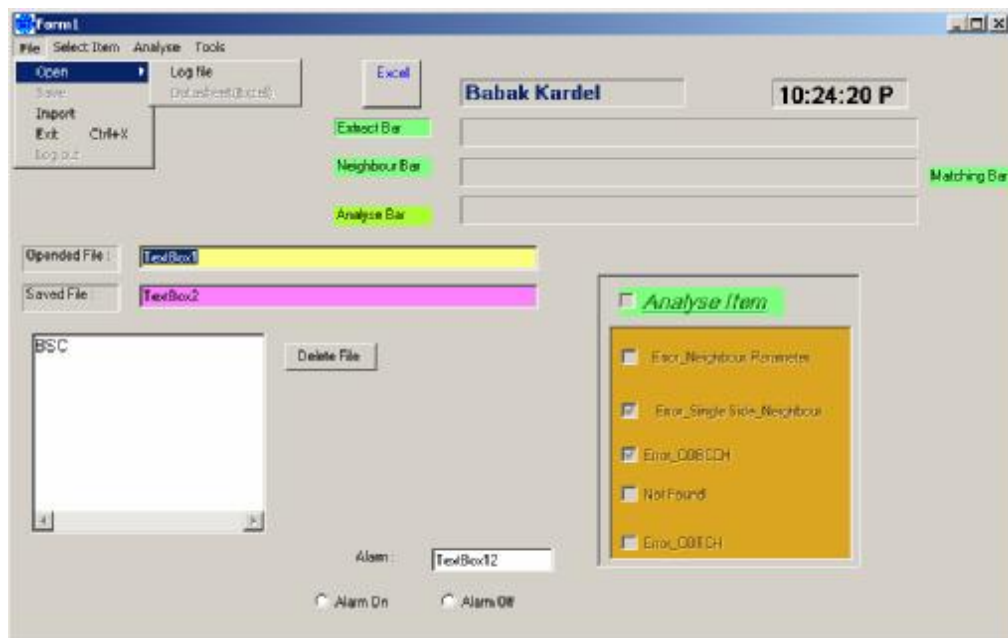 Form1
File Select Item Analyse Tools
Open
Save
Import
Exit Ctrl+X
Log out
Log file
Datasheet(Excel)
Excel
Babak Kardel
10:24:20 P
Extract Bar
Neighbour Bar
Matching Bar
Analyse Bar
Opended File :
TextBox1
Saved File :
TextBox2
BSC
Delete File
Analyse Item
Error_Neighbour Parameter
Error_Single Side_Neighbour
Not Found
Alarm :
TextBox12
Alarm On
Alarm Off